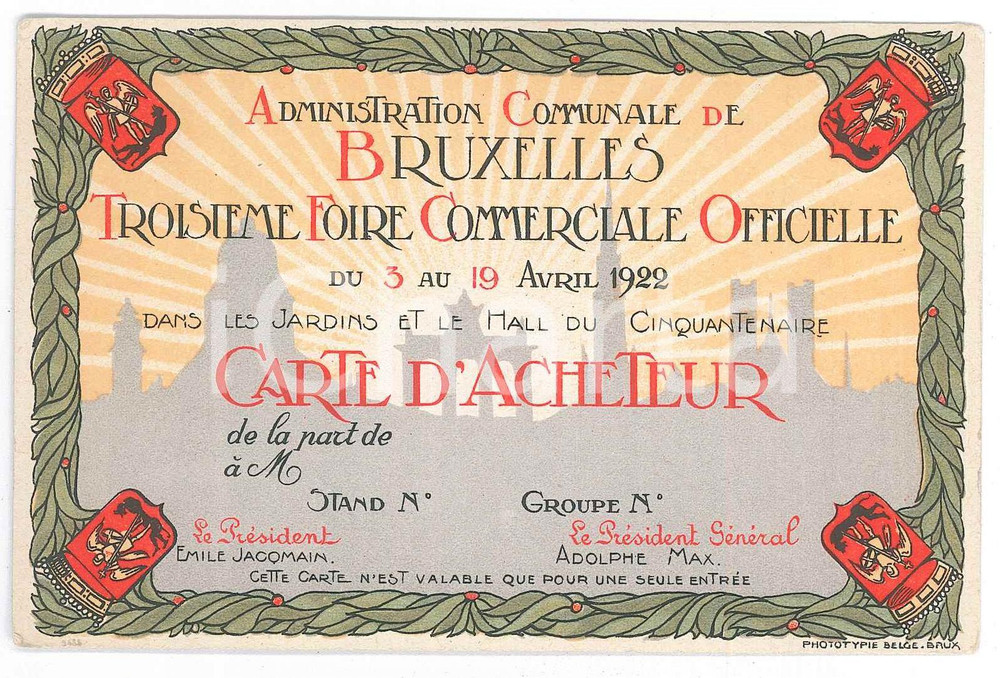 Administration Communale de
Bruxelles
Troisieme Foire Commerciale Officielle
du 3 au 19 Avril 1922
dans les Jardins et le Hall du Cinquantenaire
Carte d'Acheteur
de la part de
à M
Stand N°
Groupe N°
Le Président
Emile Jacqmain.
Le Président Général
Adolphe Max.
Cette carte n'est valable que pour une seule entrée
Phototypie Belge. Brux